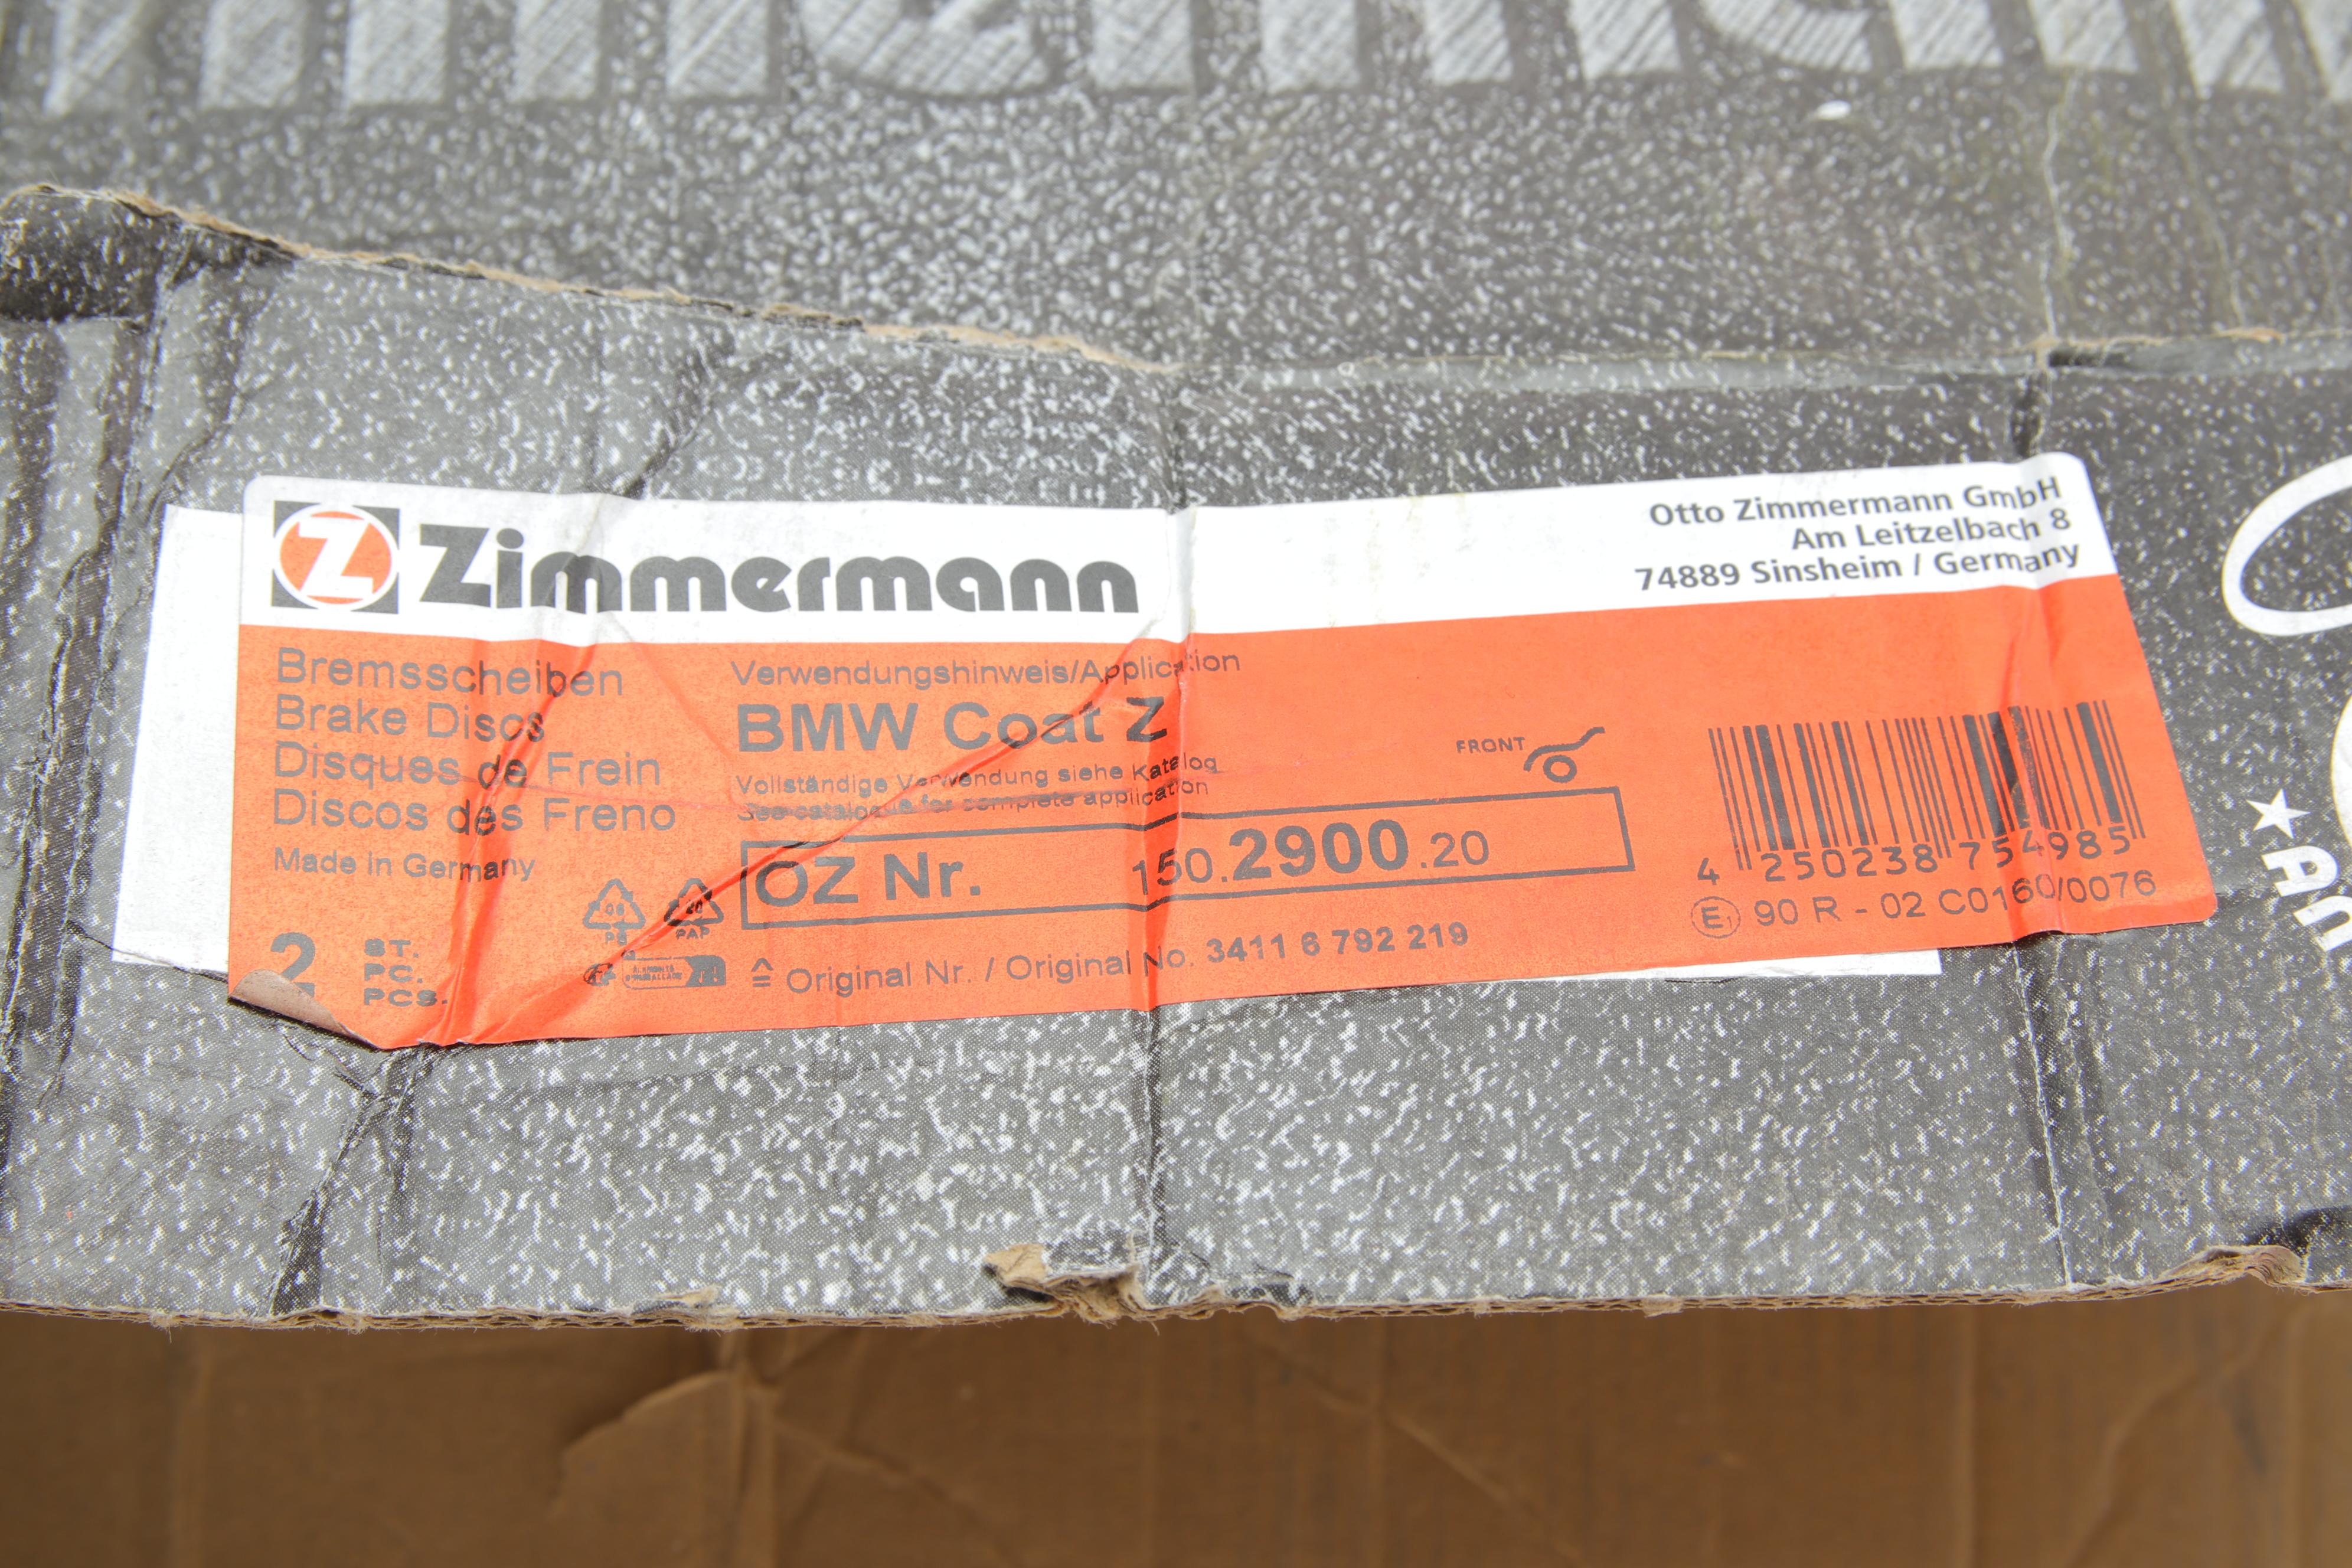 Z Zimmermann
Otto Zimmermann GmbH
Am Leitzelbach 8
74889 Sinsheim / Germany
Bremsscheiben
Brake Discs
Disques de Frein
Discos des Freno
Made in Germany
2 ST.
PC.
PCS.
Verwendungshinweis/Application
BMW Coat Z
Vollständige Verwendung siehe Katalog
See catalogue for complete application
FRONT
OZ Nr. 150.2900.20
PAP
≙ Original Nr. / Original No. 3411 6 792 219
4 250238 754985
E1 90 R - 02 C0160/0076